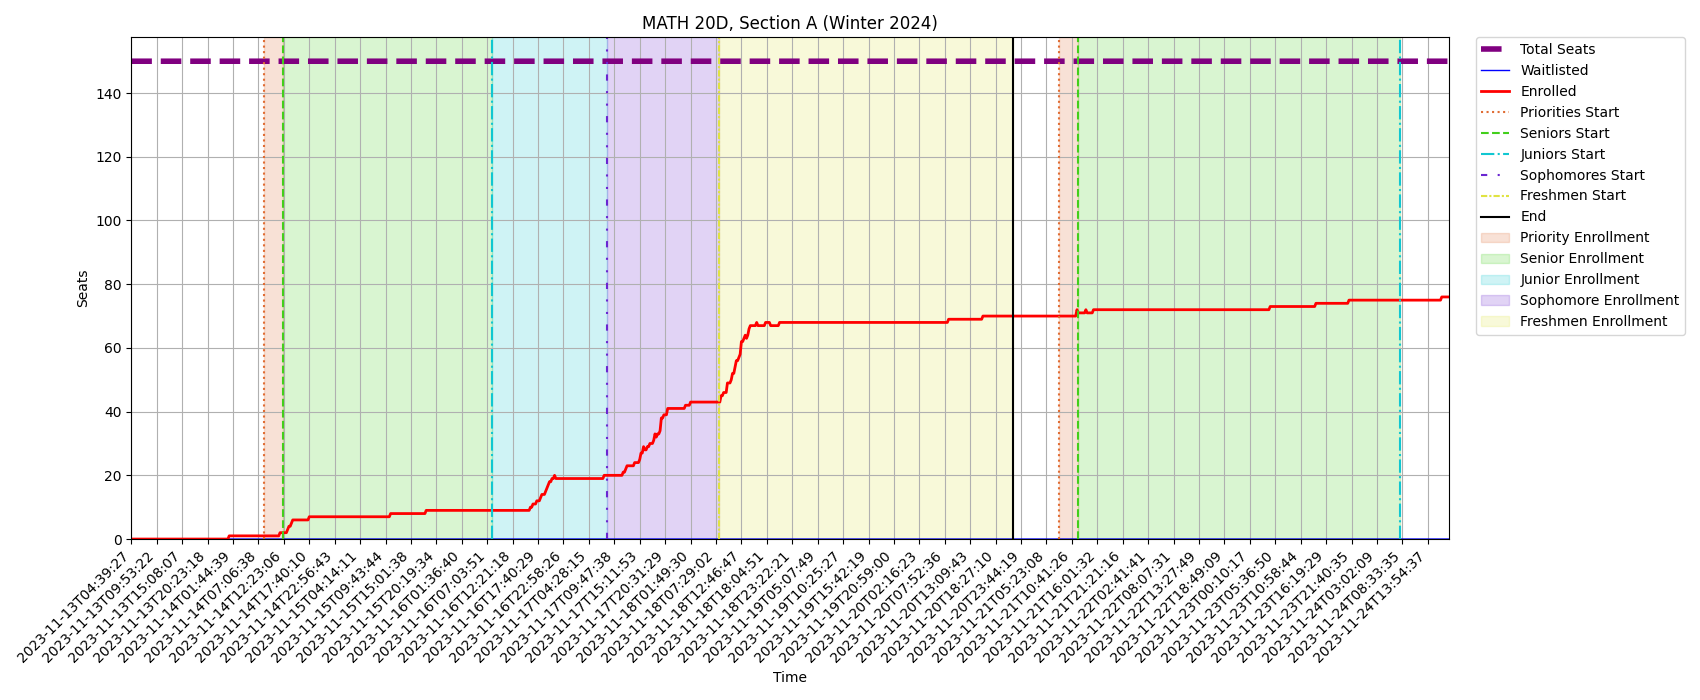 MATH 20D, Section A (Winter 2024)
Seats
140
120
100
80
60
40
20
0
2023-11-13T04:39:27
2023-11-13T09:53:22
2023-11-13T15:08:07
2023-11-13T20:23:18
2023-11-14T01:44:39
2023-11-14T07:06:38
2023-11-14T12:23:06
2023-11-14T17:40:10
2023-11-14T22:56:43
2023-11-15T04:14:11
2023-11-15T09:43:44
2023-11-15T15:01:38
2023-11-15T20:19:34
2023-11-16T01:36:40
2023-11-16T07:03:51
2023-11-16T12:21:18
2023-11-16T17:40:29
2023-11-16T22:58:26
2023-11-17T04:28:15
2023-11-17T09:47:38
2023-11-17T15:11:53
2023-11-17T20:31:29
2023-11-18T01:49:30
2023-11-18T07:29:02
2023-11-18T12:46:47
2023-11-18T18:04:51
2023-11-18T23:22:21
2023-11-19T05:07:49
2023-11-19T10:25:27
2023-11-19T15:42:19
2023-11-19T20:59:00
2023-11-20T02:16:23
2023-11-20T07:52:36
2023-11-20T13:09:43
2023-11-20T18:27:10
2023-11-20T23:44:19
2023-11-21T05:23:08
2023-11-21T10:41:26
2023-11-21T16:01:32
2023-11-21T21:21:16
2023-11-22T02:41:41
2023-11-22T08:07:31
2023-11-22T13:27:49
2023-11-22T18:49:09
2023-11-23T00:10:17
2023-11-23T05:36:50
2023-11-23T10:58:44
2023-11-23T16:19:29
2023-11-23T21:40:35
2023-11-24T03:02:09
2023-11-24T08:33:35
2023-11-24T13:54:37
Time
Total Seats
Waitlisted
Enrolled
Priorities Start
Seniors Start
Juniors Start
Sophomores Start
Freshmen Start
End
Priority Enrollment
Senior Enrollment
Junior Enrollment
Sophomore Enrollment
Freshmen Enrollment